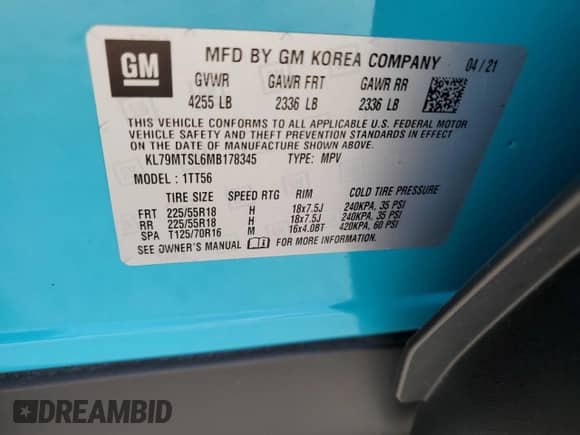 GM
MFD BY GM KOREA COMPANY 04/21
GVWR GAWR FRT GAWR RR
4255 LB 2336 LB 2336 LB
THIS VEHICLE CONFORMS TO ALL APPLICABLE U.S. FEDERAL MOTOR
VEHICLE SAFETY AND THEFT PREVENTION STANDARDS IN EFFECT
ON THE DATE OF MANUFACTURE SHOWN ABOVE.
KL79MTSL6MB178345 TYPE: MPV
MODEL: 1TT56
TIRE SIZE SPEED RTG RIM COLD TIRE PRESSURE
FRT 225/55R18 H 18x7.5J 240KPA, 35 PSI
RR 225/55R18 H 18x7.5J 240KPA, 35 PSI
SPA T125/70R16 M 16x4.0BT 420KPA, 60 PSI
SEE OWNER'S MANUAL i FOR MORE INFORMATION.
DREAMBID